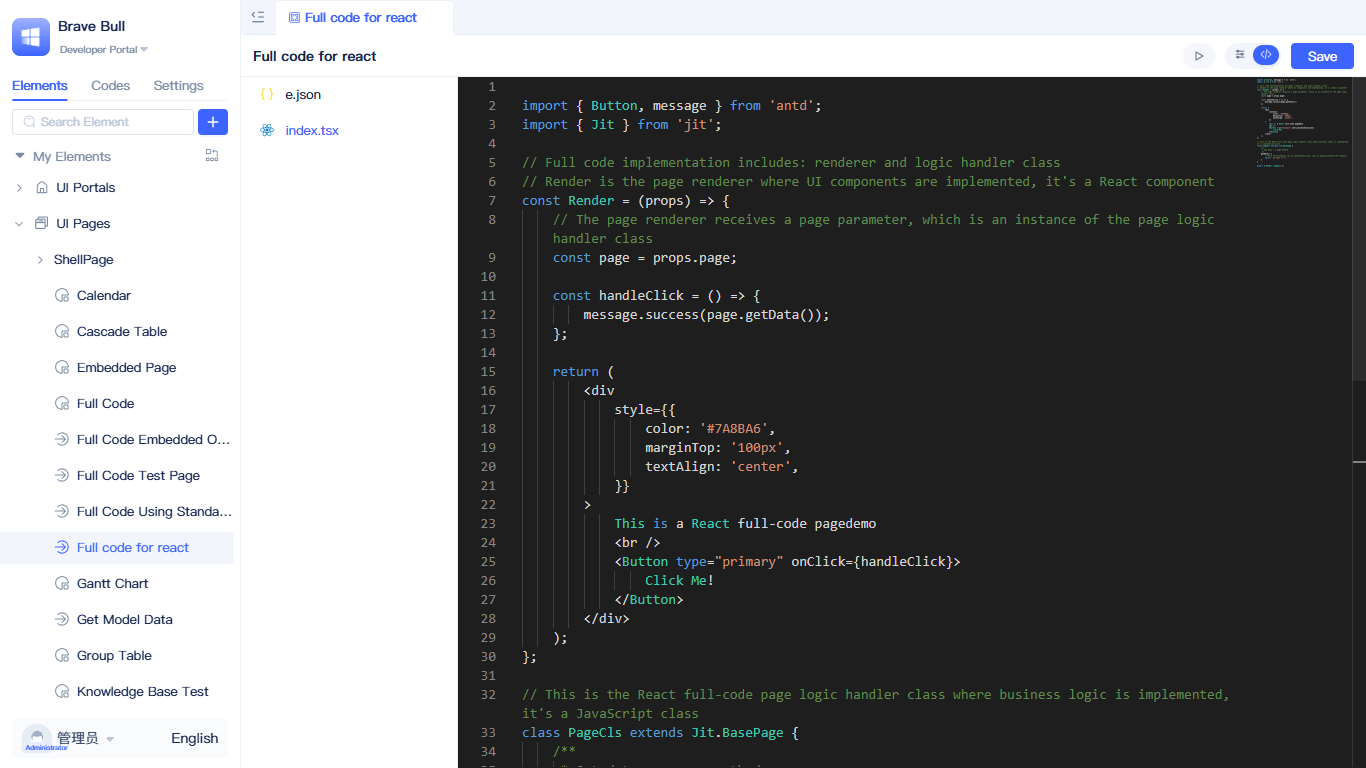 Brave Bull
Developer Portal
Elements Codes Settings
Search Element
My Elements
UI Portals
UI Pages
ShellPage
Calendar
Cascade Table
Embedded Page
Full Code
Full Code Embedded O...
Full Code Test Page
Full Code Using Standa...
Full code for react
Gantt Chart
Get Model Data
Group Table
Knowledge Base Test
Administrator
管理员
English
Full code for react
Full code for react
Save
{ } e.json
index.tsx
1
2 import { Button, message } from 'antd';
3 import { Jit } from 'jit';
4
5 // Full code implementation includes: renderer and logic handler class
6 // Render is the page renderer where UI components are implemented, it's a React component
7 const Render = (props) => {
8 // The page renderer receives a page parameter, which is an instance of the page logic
handler class
9 const page = props.page;
10
11 const handleClick = () => {
12 message.success(page.getData());
13 };
14
15 return (
16 <div
17 style={{
18 color: '#7A8BA6',
19 marginTop: '100px',
20 textAlign: 'center',
21 }}
22 >
23 This is a React full-code pagedemo
24 <br />
25 <Button type="primary" onClick={handleClick}>
26 Click Me!
27 </Button>
28 </div>
29 );
30 };
31
32 // This is the React full-code page logic handler class where business logic is implemented,
it's a JavaScript class
33 class PageCls extends Jit.BasePage {
34 /**